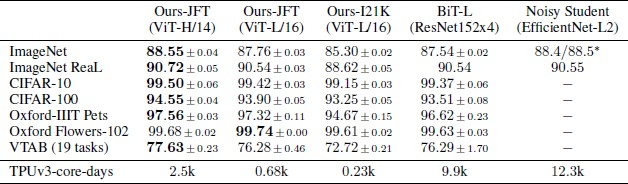 Ours-JFT Ours-JFT Ours-I21K BiT-L Noisy Student
(ViT-H/14) (ViT-L/16) (ViT-L/16) (ResNet152x4) (EfficientNet-L2)
ImageNet 88.55 ± 0.04 87.76 ± 0.03 85.30 ± 0.02 87.54 ± 0.02 88.4/88.5*
ImageNet ReaL 90.72 ± 0.05 90.54 ± 0.03 88.62 ± 0.05 90.54 90.55
CIFAR-10 99.50 ± 0.06 99.42 ± 0.03 99.15 ± 0.03 99.37 ± 0.06 –
CIFAR-100 94.55 ± 0.04 93.90 ± 0.05 93.25 ± 0.05 93.51 ± 0.08 –
Oxford-IIIT Pets 97.56 ± 0.03 97.32 ± 0.11 94.67 ± 0.15 96.62 ± 0.23 –
Oxford Flowers-102 99.68 ± 0.02 99.74 ± 0.00 99.61 ± 0.02 99.63 ± 0.03 –
VTAB (19 tasks) 77.63 ± 0.23 76.28 ± 0.46 72.72 ± 0.21 76.29 ± 1.70 –
TPUv3-core-days 2.5k 0.68k 0.23k 9.9k 12.3k